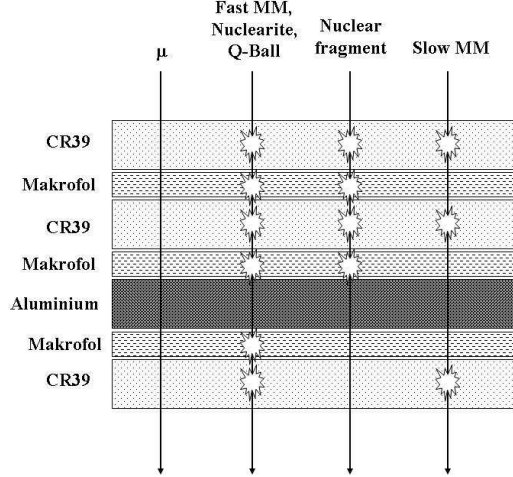 Fast MM,
Nuclearite,
Q-Ball
Nuclear
fragment
Slow MM
μ
CR39
Makrofol
CR39
Makrofol
Aluminium
Makrofol
CR39